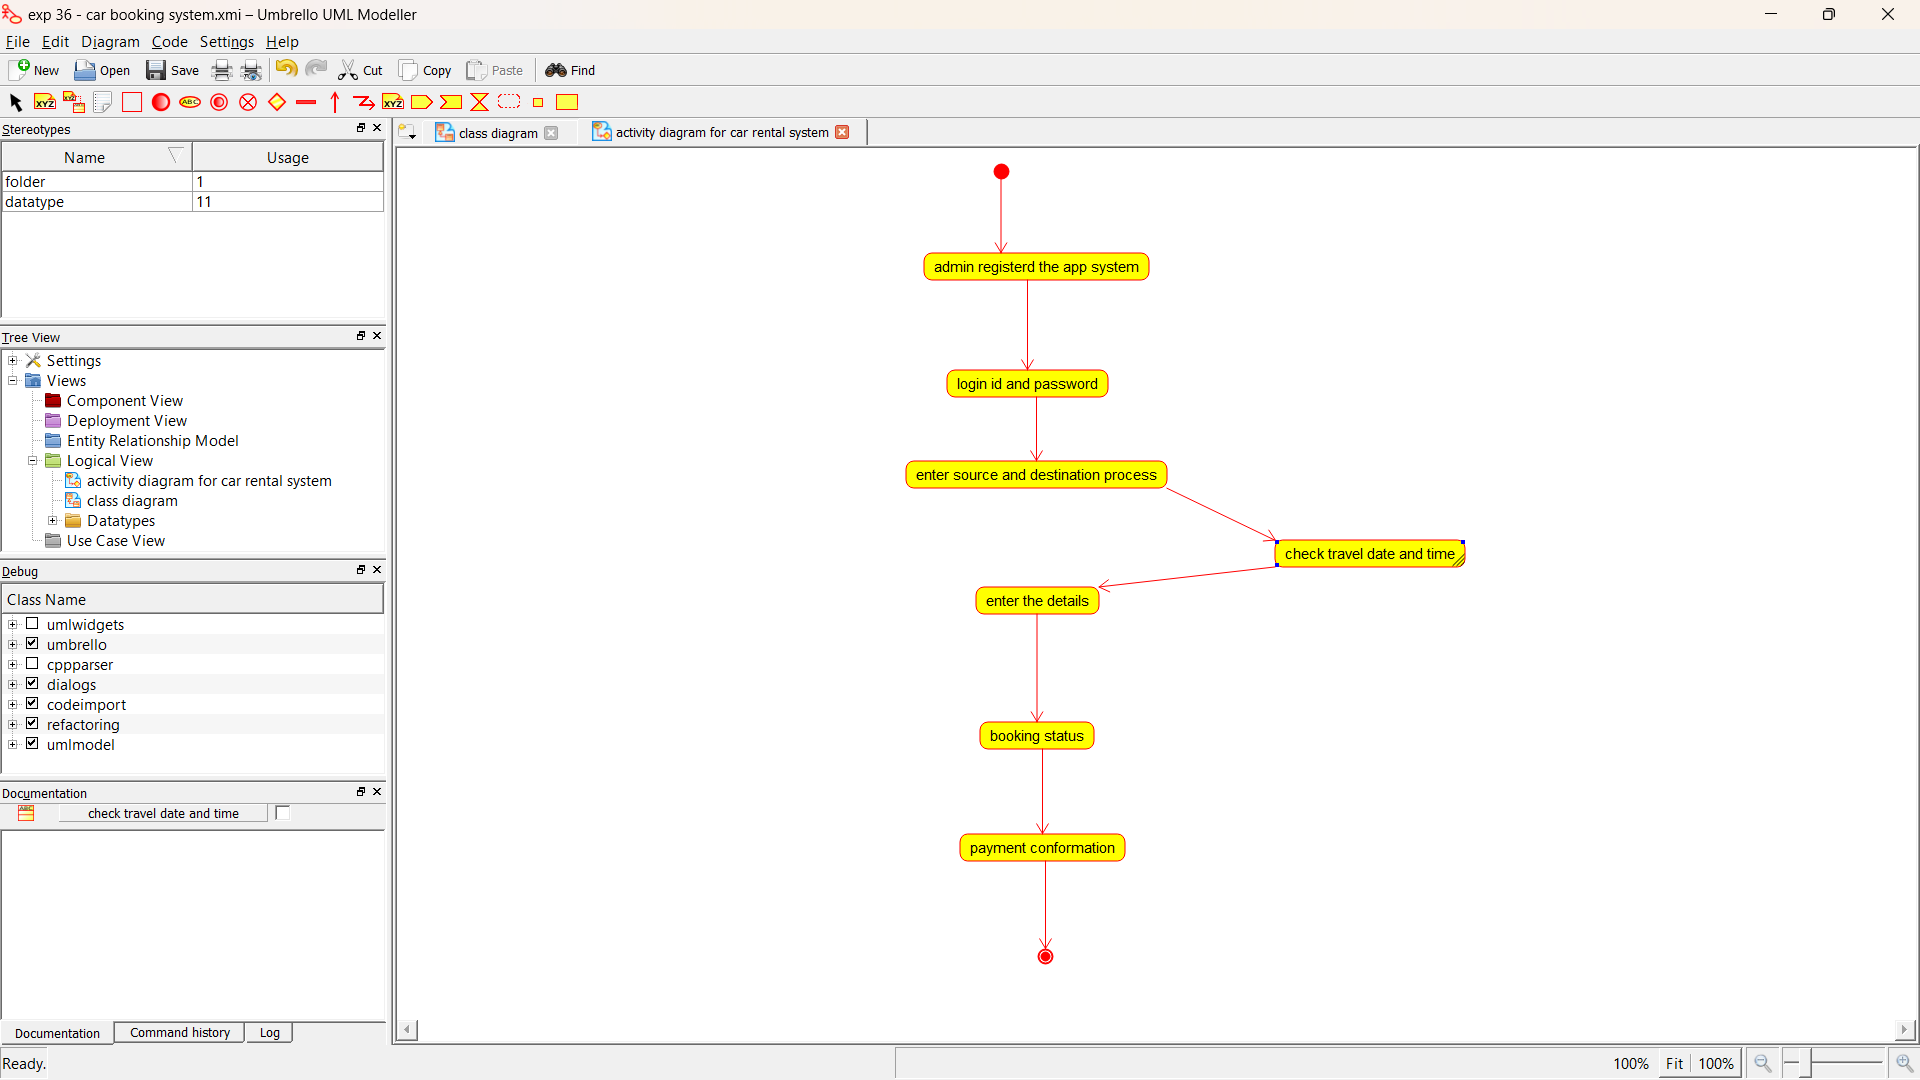 exp 36 - car booking system.xmi – Umbrello UML Modeller
File Edit Diagram Code Settings Help
New Open Save Cut Copy Paste Find
XYZ XYZ ABC XYZ
Stereotypes
class diagram
activity diagram for car rental system
Name Usage
folder 1
datatype 11
Tree View
Settings
Views
Component View
Deployment View
Entity Relationship Model
Logical View
activity diagram for car rental system
class diagram
Datatypes
Use Case View
Debug
Class Name
umlwidgets
umbrello
cppparser
dialogs
codeimport
refactoring
umlmodel
Documentation
ABC check travel date and time
Documentation Command history Log
admin registerd the app system
login id and password
enter source and destination process
check travel date and time
enter the details
booking status
payment conformation
Ready.
100% Fit 100%